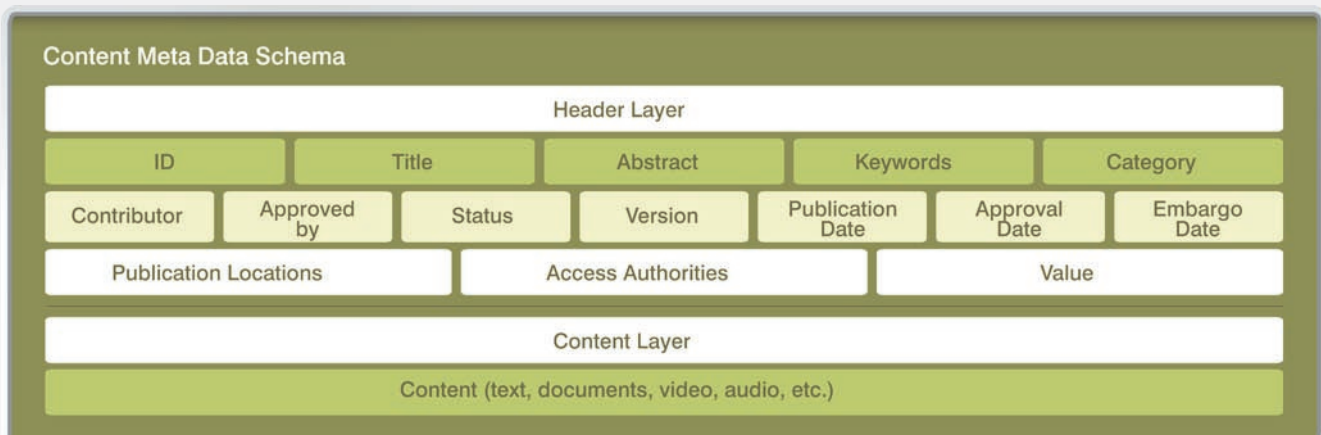 Content Meta Data Schema
Header Layer
ID Title Abstract Keywords Category
Contributor Approved by Status Version Publication Date Approval Date Embargo Date
Publication Locations Access Authorities Value
Content Layer
Content (text, documents, video, audio, etc.)